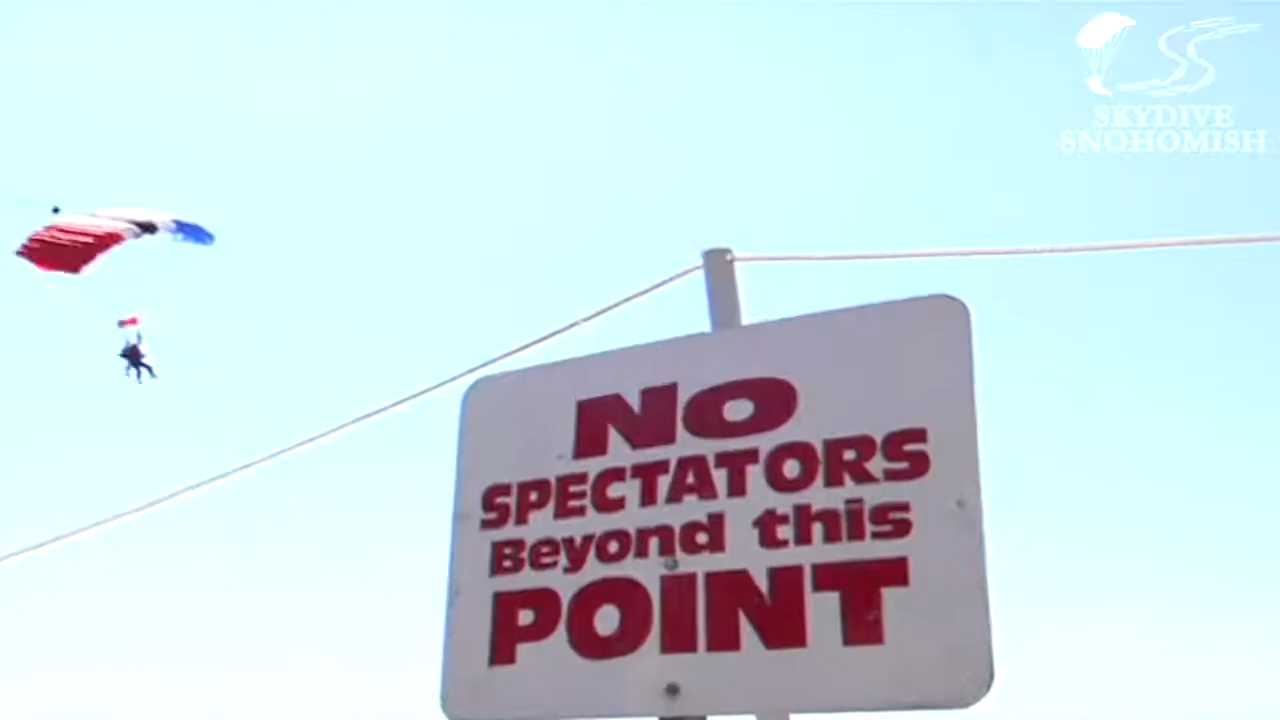 SKYDIVE
SNOHOMISH
NO
SPECTATORS
Beyond this
POINT